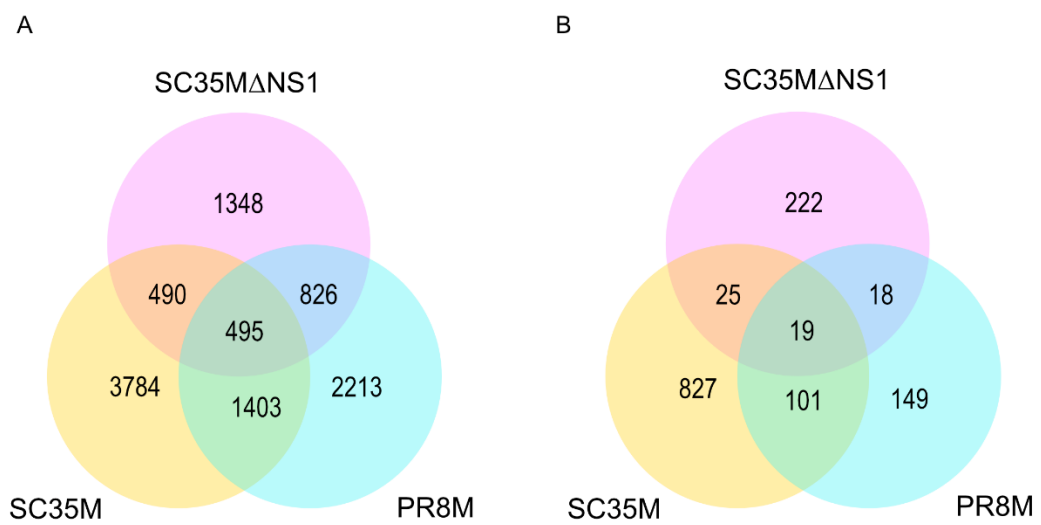 A
SC35MΔNS1
1348
490
826
495
3784
1403
2213
SC35M
PR8M
B
SC35MΔNS1
222
25
18
19
827
101
149
SC35M
PR8M